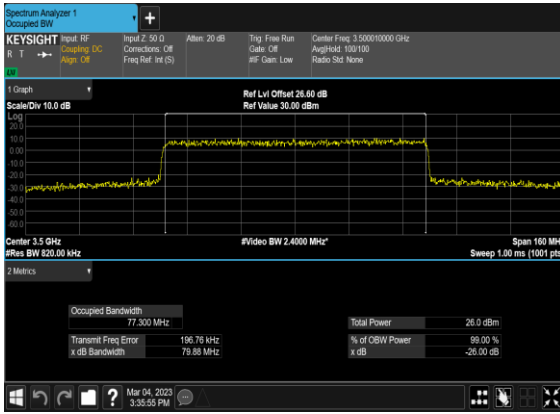 Spectrum Analyzer 1
Occupied BW
+
KEYSIGHT
R T
LW
Input: RF
Coupling: DC
Align: Off
Input Z: 50 Ω
Corrections: Off
Freq Ref: Int (S)
Atten: 20 dB
Trig: Free Run
Gate: Off
#IF Gain: Low
Center Freq: 3.500010000 GHz
Avg|Hold: 100/100
Radio Std: None
1 Graph
Scale/Div 10.0 dB
Ref Lvl Offset 26.60 dB
Ref Value 30.00 dBm
Log
20.0
10.0
0.00
-10.0
-20.0
-30.0
-40.0
-50.0
-60.0
Center 3.5 GHz
#Res BW 820.00 kHz
#Video BW 2.4000 MHz*
Span 160 MH
Sweep 1.00 ms (1001 pts
2 Metrics
Occupied Bandwidth
77.300 MHz
Transmit Freq Error 196.76 kHz
x dB Bandwidth 79.88 MHz
Total Power 26.0 dBm
% of OBW Power 99.00 %
x dB -26.00 dB
?
Mar 04, 2023
3:35:55 PM